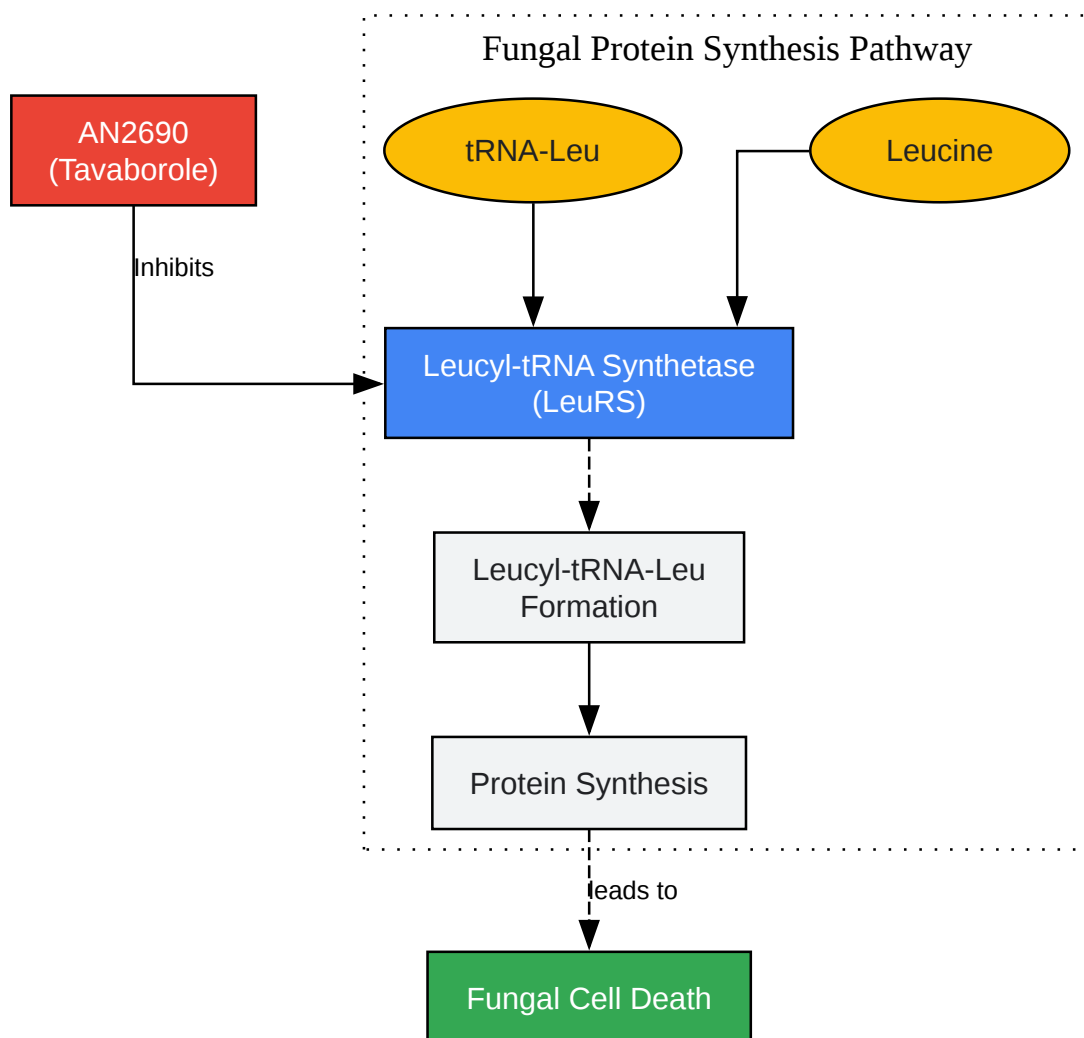 Fungal Protein Synthesis Pathway
AN2690
(Tavaborole)
tRNA-Leu
Leucine
Inhibits
Leucyl-tRNA Synthetase
(LeuRS)
Leucyl-tRNA-Leu
Formation
Protein Synthesis
leads to
Fungal Cell Death